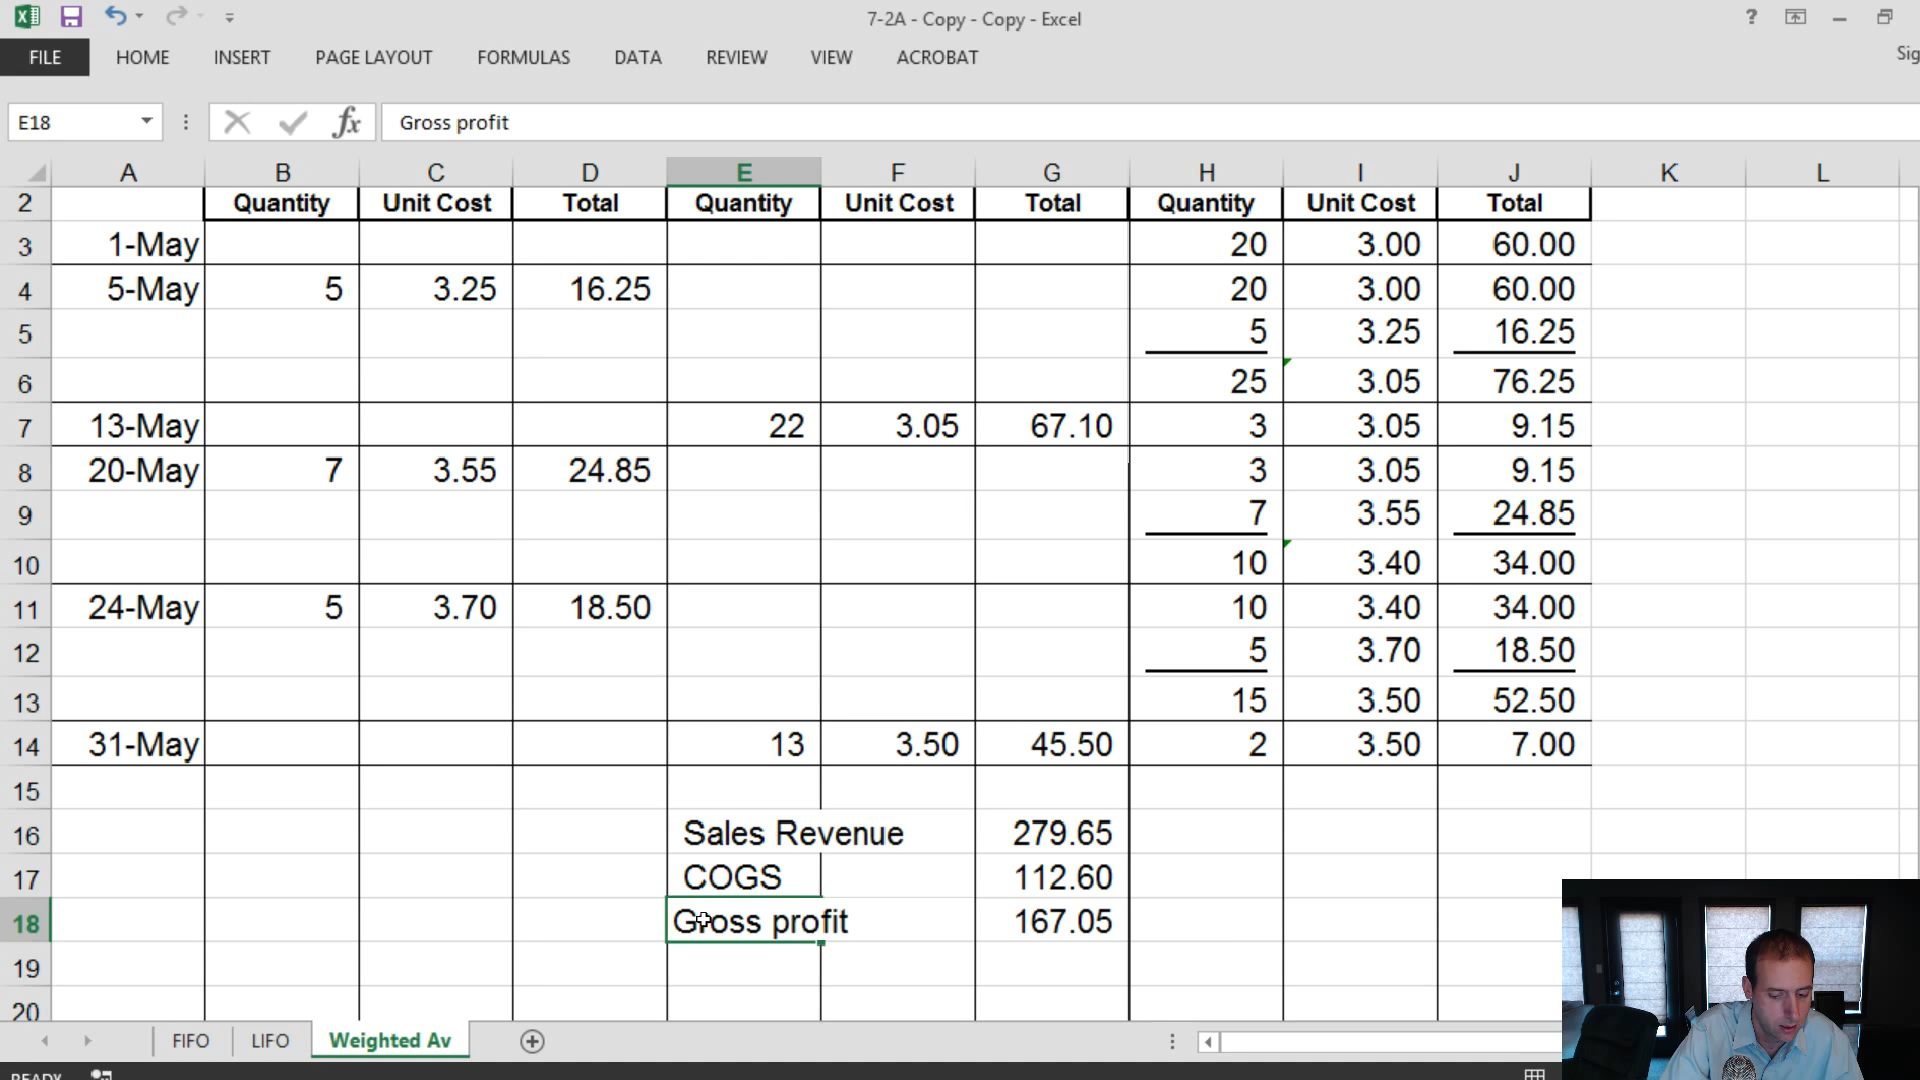 7-2A - Copy - Copy - Excel
FILE HOME INSERT PAGE LAYOUT FORMULAS DATA REVIEW VIEW ACROBAT Sig
E18 fx Gross profit
A B C D E F G H I J K L
2 Quantity Unit Cost Total Quantity Unit Cost Total Quantity Unit Cost Total
3 1-May 20 3.00 60.00
4 5-May 5 3.25 16.25 20 3.00 60.00
5 5 3.25 16.25
6 25 3.05 76.25
7 13-May 22 3.05 67.10 3 3.05 9.15
8 20-May 7 3.55 24.85 3 3.05 9.15
9 7 3.55 24.85
10 10 3.40 34.00
11 24-May 5 3.70 18.50 10 3.40 34.00
12 5 3.70 18.50
13 15 3.50 52.50
14 31-May 13 3.50 45.50 2 3.50 7.00
15
16 Sales Revenue 279.65
17 COGS 112.60
18 Gross profit 167.05
19
20
FIFO LIFO Weighted Av
READY